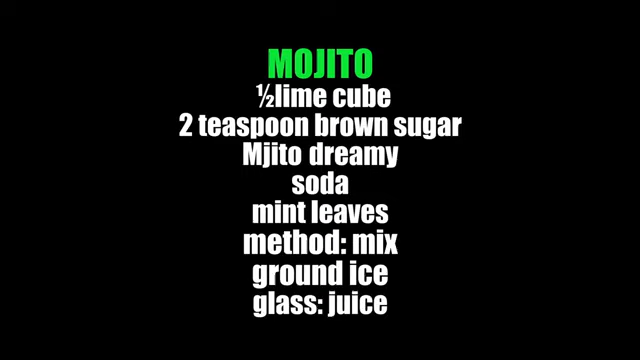 MOJITO
½lime cube
2 teaspoon brown sugar
Mjito dreamy
soda
mint leaves
method: mix
ground ice
glass: juice